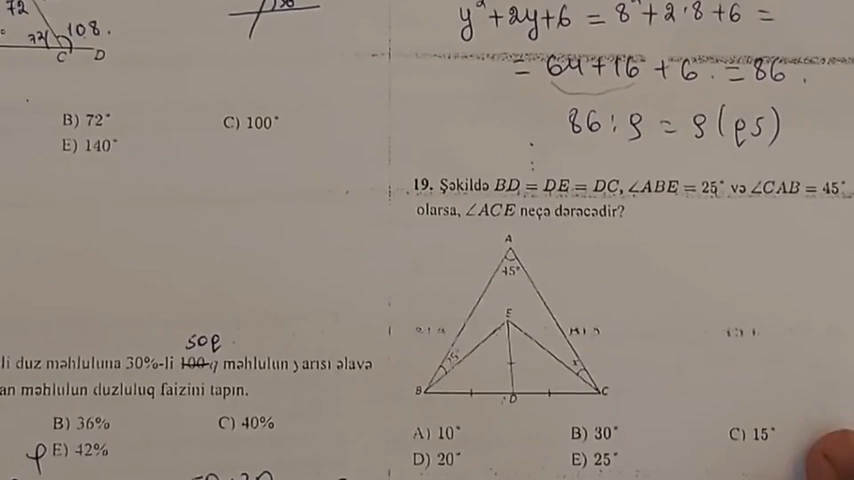 72
72 108.
C D
B) 72° C) 100°
E) 140°
50q
li duz məhluluna 30%-li 100 q məhlulun yarısı əlavə
an məhlulun duzluluq faizini tapın.
B) 36% C) 40%
E) 42%
y² + 2y + 6 = 8² + 2·8 + 6 =
= 64 + 16 + 6 = 86.
86 : 9 = 9 (q5)
19. Şəkildə BD = DE = DC, ∠ABE = 25° və ∠CAB = 45°
olarsa, ∠ACE neçə dərəcədir?
A
45°
E
25° x
B D C
A) 10° B) 30° C) 15°
D) 20° E) 25°